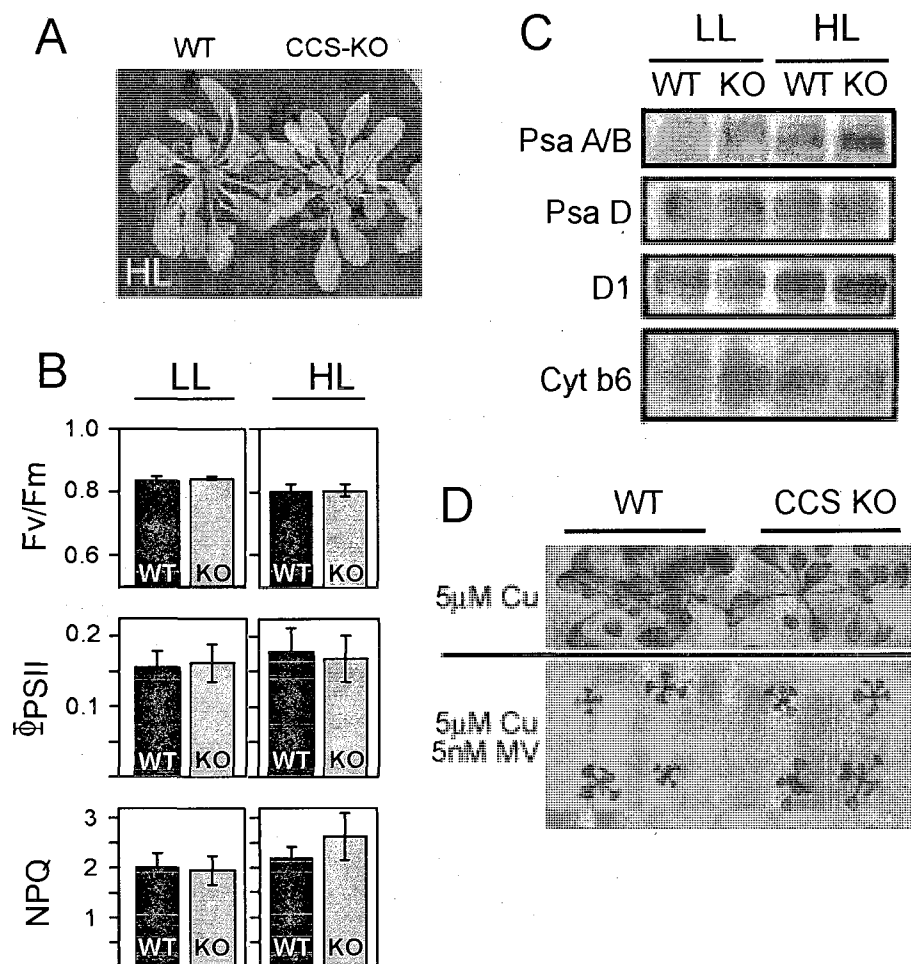 A
WT CCS-KO
HL
B
LL HL
Fv/Fm
1.0
0.8
0.6
WT KO WT KO
ΦPSII
0.2
0.1
WT KO WT KO
NPQ
3
2
1
WT KO WT KO
C
LL HL
WT KO WT KO
Psa A/B
Psa D
D1
Cyt b6
D
WT CCS KO
5μM Cu
5μM Cu
5nM MV